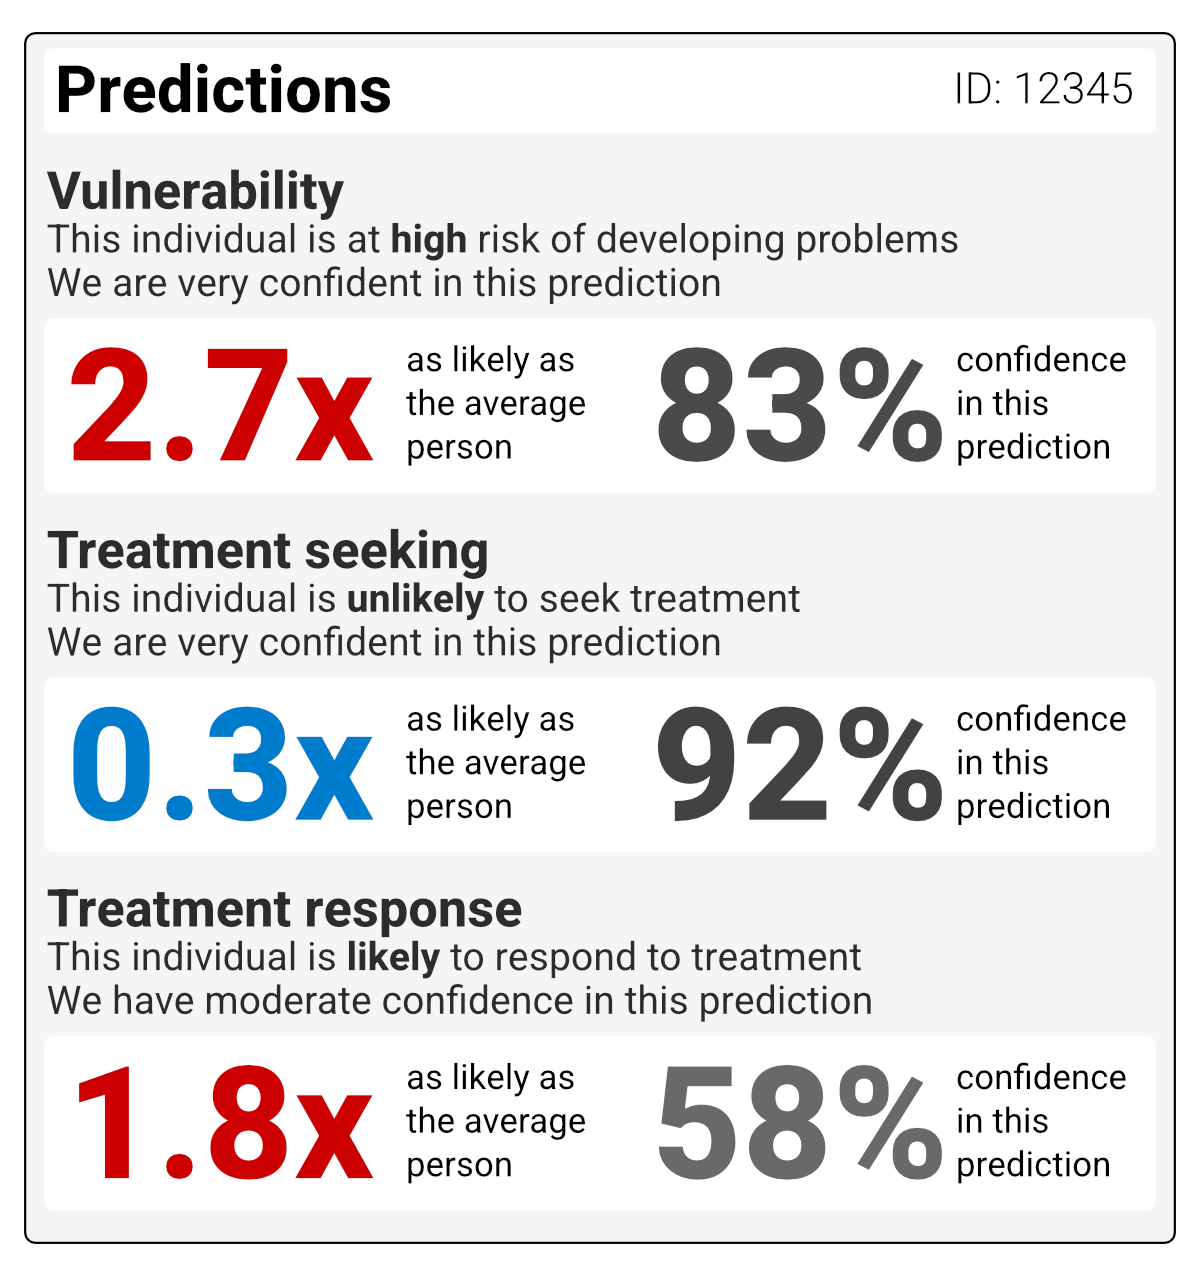 Predictions
ID: 12345
Vulnerability
This individual is at high risk of developing problems
We are very confident in this prediction
2.7x
as likely as
the average
person
83%
confidence
in this
prediction
Treatment seeking
This individual is unlikely to seek treatment
We are very confident in this prediction
0.3x
as likely as
the average
person
92%
confidence
in this
prediction
Treatment response
This individual is likely to respond to treatment
We have moderate confidence in this prediction
1.8x
as likely as
the average
person
58%
confidence
in this
prediction